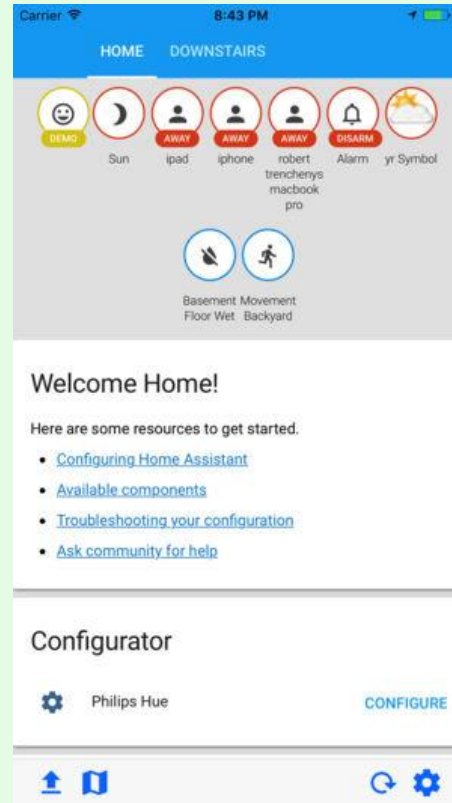 Carrier 8:43 PM
HOME DOWNSTAIRS
DEMO AWAY AWAY AWAY DISARM
Sun ipad iphone robert Alarm yr Symbol
trenchenys
macbook
pro
Basement Movement
Floor Wet Backyard
Welcome Home!
Here are some resources to get started.
• Configuring Home Assistant
• Available components
• Troubleshooting your configuration
• Ask community for help
Configurator
Philips Hue CONFIGURE